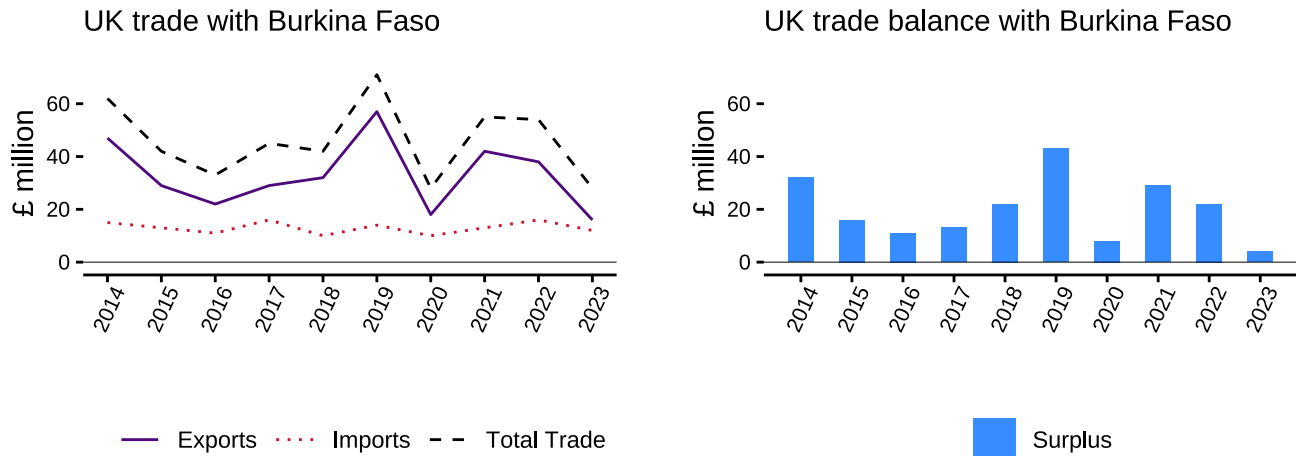 UK trade with Burkina Faso
£ million
60
40
20
0
2014 2015 2016 2017 2018 2019 2020 2021 2022 2023
Exports Imports Total Trade
UK trade balance with Burkina Faso
£ million
60
40
20
0
2014 2015 2016 2017 2018 2019 2020 2021 2022 2023
Surplus